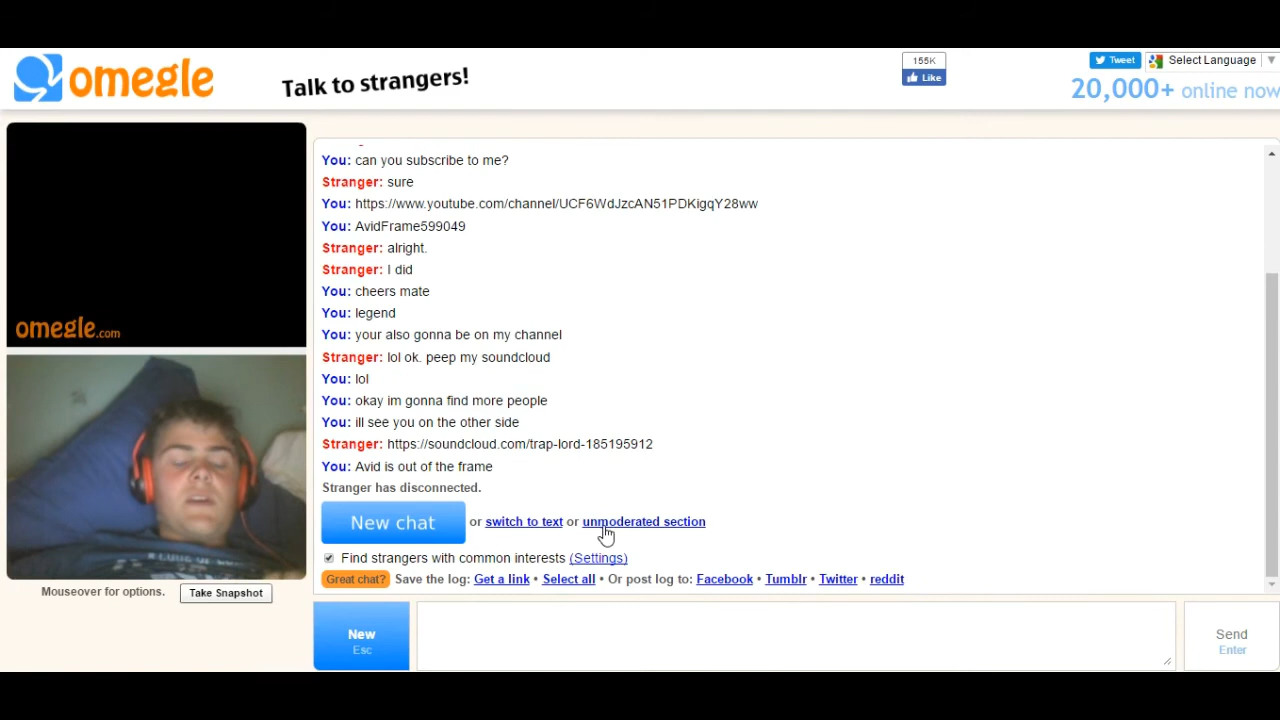 omegle
Talk to strangers!
155K
Like
Tweet
Select Language
20,000+ online now
omegle.com
You: can you subscribe to me?
Stranger: sure
You: https://www.youtube.com/channel/UCF6WdJzcAN51PDKigqY28ww
You: AvidFrame599049
Stranger: alright.
Stranger: I did
You: cheers mate
You: legend
You: your also gonna be on my channel
Stranger: lol ok. peep my soundcloud
You: lol
You: okay im gonna find more people
You: ill see you on the other side
Stranger: https://soundcloud.com/trap-lord-185195912
You: Avid is out of the frame
Stranger has disconnected.
New chat or switch to text or unmoderated section
Find strangers with common interests (Settings)
Great chat? Save the log: Get a link • Select all • Or post log to: Facebook • Tumblr • Twitter • reddit
Mouseover for options. Take Snapshot
New
Esc
Send
Enter